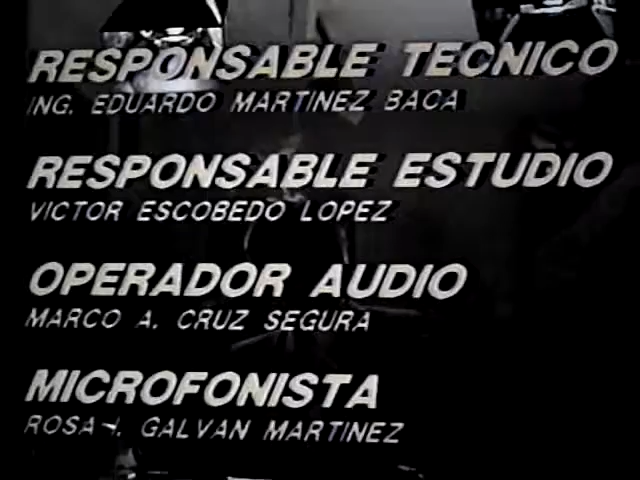 RESPONSABLE TECNICO
ING. EDUARDO MARTINEZ BACA
RESPONSABLE ESTUDIO
VICTOR ESCOBEDO LOPEZ
OPERADOR AUDIO
MARCO A. CRUZ SEGURA
MICROFONISTA
ROSA GALVAN MARTINEZ